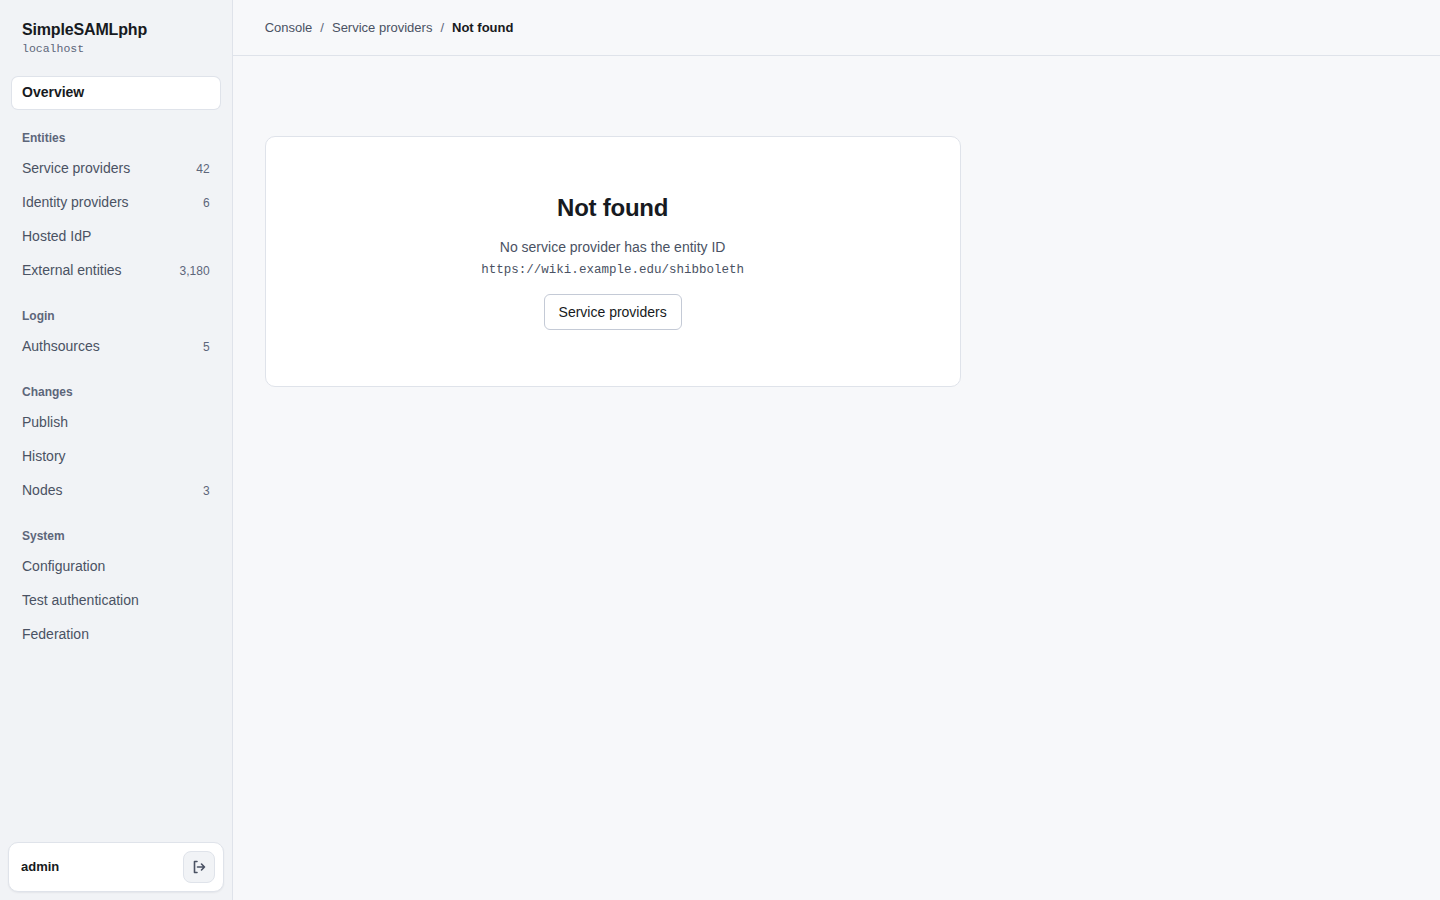 SimpleSAMLphp
localhost
Overview
Entities
Service providers 42
Identity providers 6
Hosted IdP
External entities 3,180
Login
Authsources 5
Changes
Publish
History
Nodes 3
System
Configuration
Test authentication
Federation
admin
Console / Service providers / Not found
Not found
No service provider has the entity ID
https://wiki.example.edu/shibboleth
Service providers